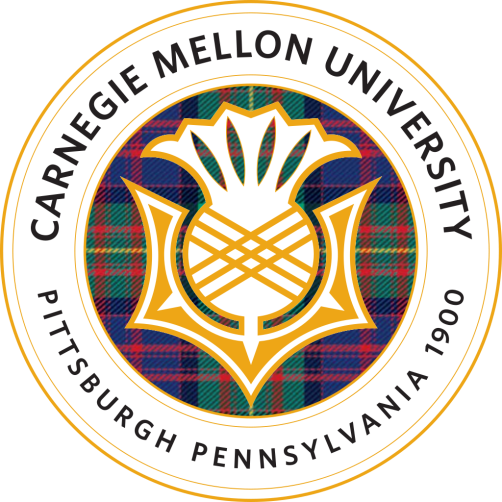 CARNEGIE MELLON UNIVERSITY
PITTSBURGH PENNSYLVANIA 1900